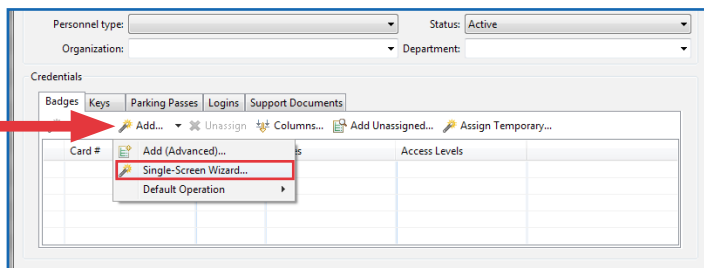 Personnel type: Status: Active
Organization: Department:
Credentials
Badges Keys Parking Passes Logins Support Documents
Add... Unassign Columns... Add Unassigned... Assign Temporary...
Card # Access Levels
Add (Advanced)...
Single-Screen Wizard...
Default Operation